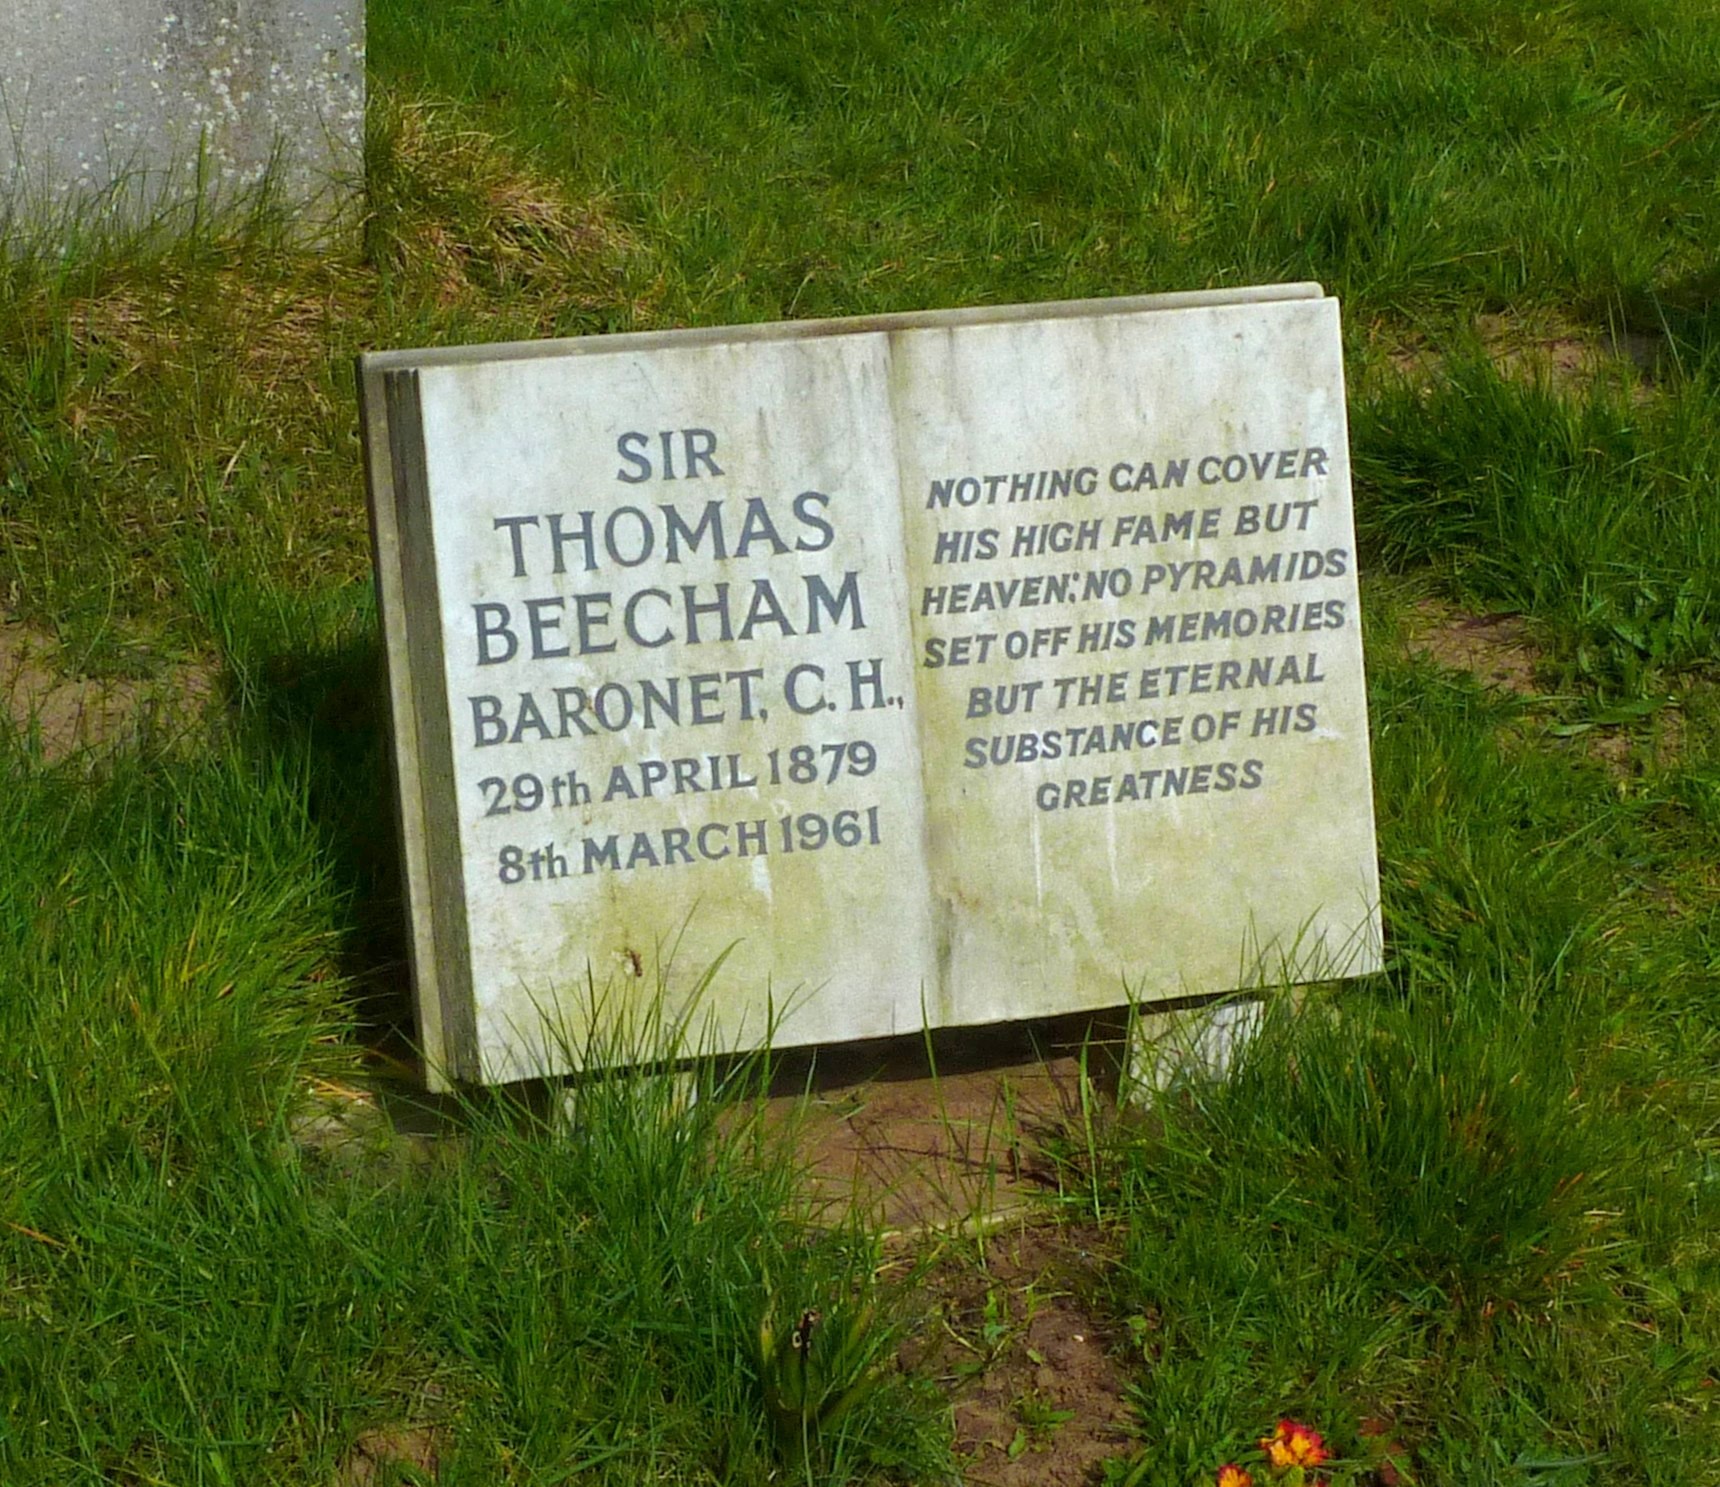 SIR
THOMAS
BEECHAM
BARONET, C.H.,
29th APRIL 1879
8th MARCH 1961
NOTHING CAN COVER
HIS HIGH FAME BUT
HEAVEN: NO PYRAMIDS
SET OFF HIS MEMORIES
BUT THE ETERNAL
SUBSTANCE OF HIS
GREATNESS